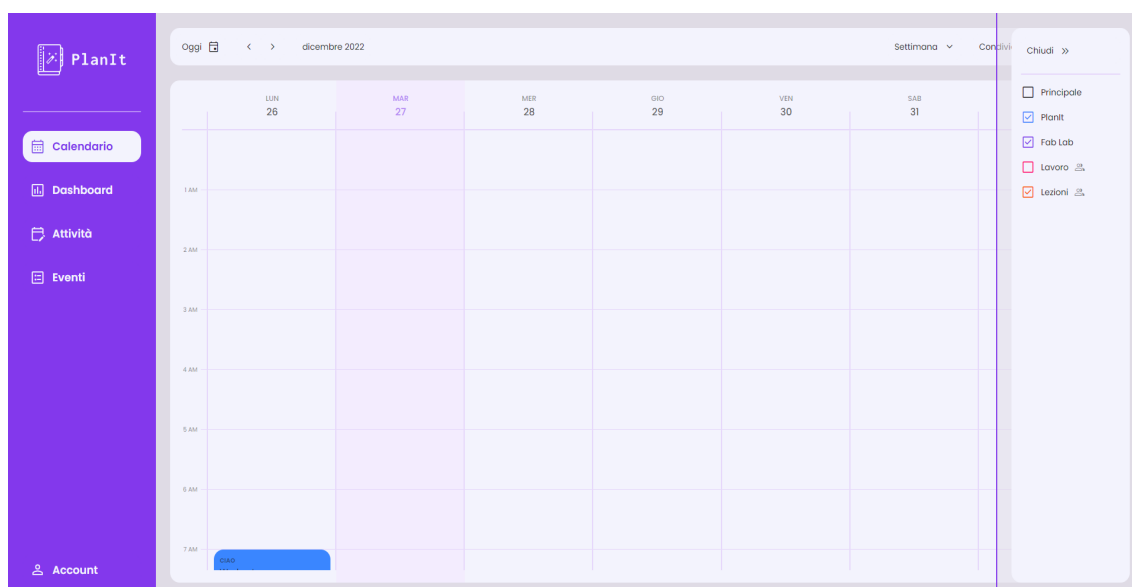 PlanIt
Calendario
Dashboard
Attività
Eventi
Account
Oggi
dicembre 2022
Settimana
Condivi
LUN
26
MAR
27
MER
28
GIO
29
VEN
30
SAB
31
1 AM
2 AM
3 AM
4 AM
5 AM
6 AM
7 AM
CIAO
Chiudi
Principale
PlanIt
Fab Lab
Lavoro
Lezioni